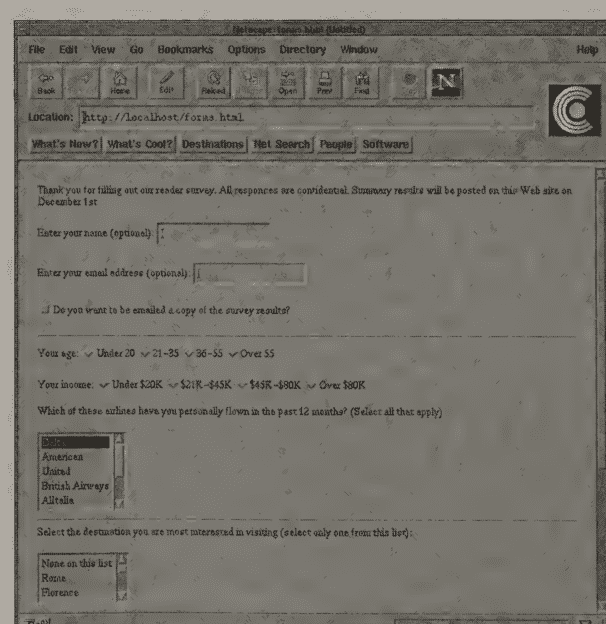 Netscape: forms.html (Untitled)
File Edit View Go Bookmarks Options Directory Window Help
Back Home Edit Reload Open Print Find
N
Location: http://localhost/forms.html
What's New? What's Cool? Destinations Net Search People Software
Thank you for filling out our reader survey. All responces are confidential. Summary results will be posted on this Web site on
December 1st
Enter your name (optional):
Enter your email address (optional):
Do you want to be emailed a copy of the survey results?
Your age: Under 20 21-35 36-55 Over 55
Your income: Under $20K $21K-$45K $45K-$80K Over $80K
Which of these airlines have you personally flown in the past 12 months? (Select all that apply)
American
United
British Airways
Alitalia
Select the destination you are most interested in visiting (select only one from this list):
None on this list
Rome
Florence